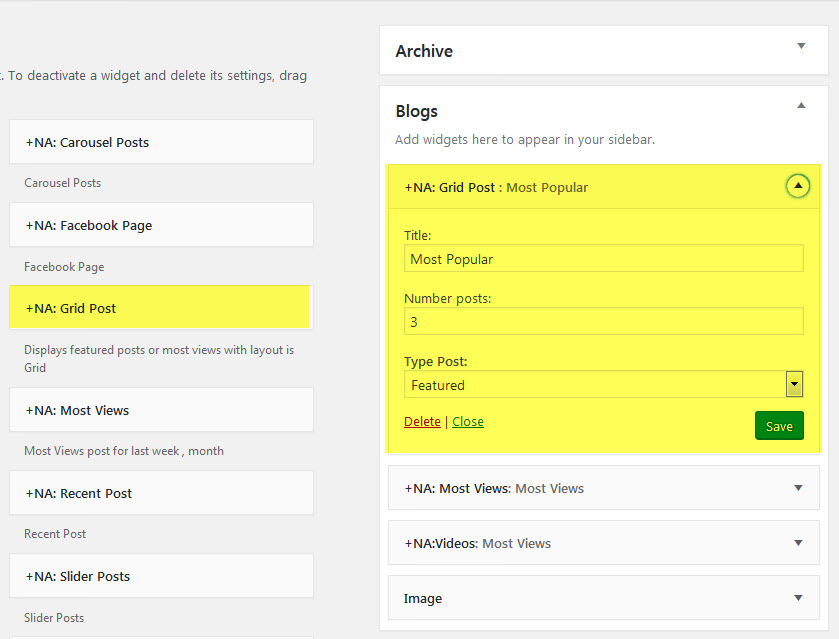 : To deactivate a widget and delete its settings, drag
+NA: Carousel Posts
Carousel Posts
+NA: Facebook Page
Facebook Page
+NA: Grid Post
Displays featured posts or most views with layout is
Grid
+NA: Most Views
Most Views post for last week , month
+NA: Recent Post
Recent Post
+NA: Slider Posts
Slider Posts
Archive
Blogs
Add widgets here to appear in your sidebar.
+NA: Grid Post : Most Popular
Title:
Most Popular
Number posts:
3
Type Post:
Featured
Delete | Close
Save
+NA: Most Views: Most Views
+NA:Videos: Most Views
Image